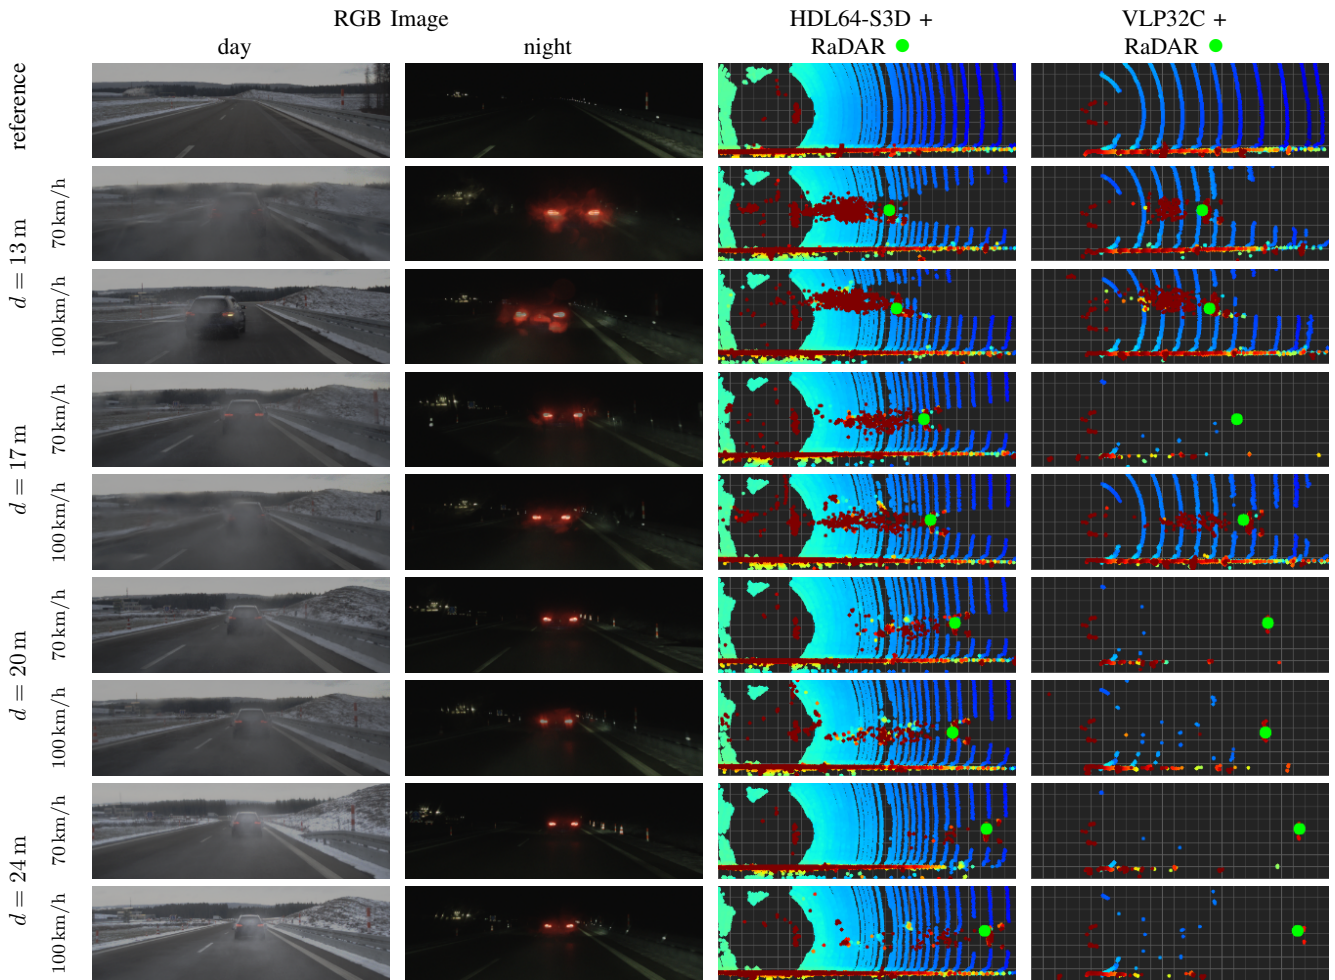 RGB Image
HDL64-S3D +
VLP32C +
day
night
RaDAR
RaDAR
reference
d = 13 m
70 km/h
100 km/h
d = 17 m
70 km/h
100 km/h
d = 20 m
70 km/h
100 km/h
d = 24 m
70 km/h
100 km/h